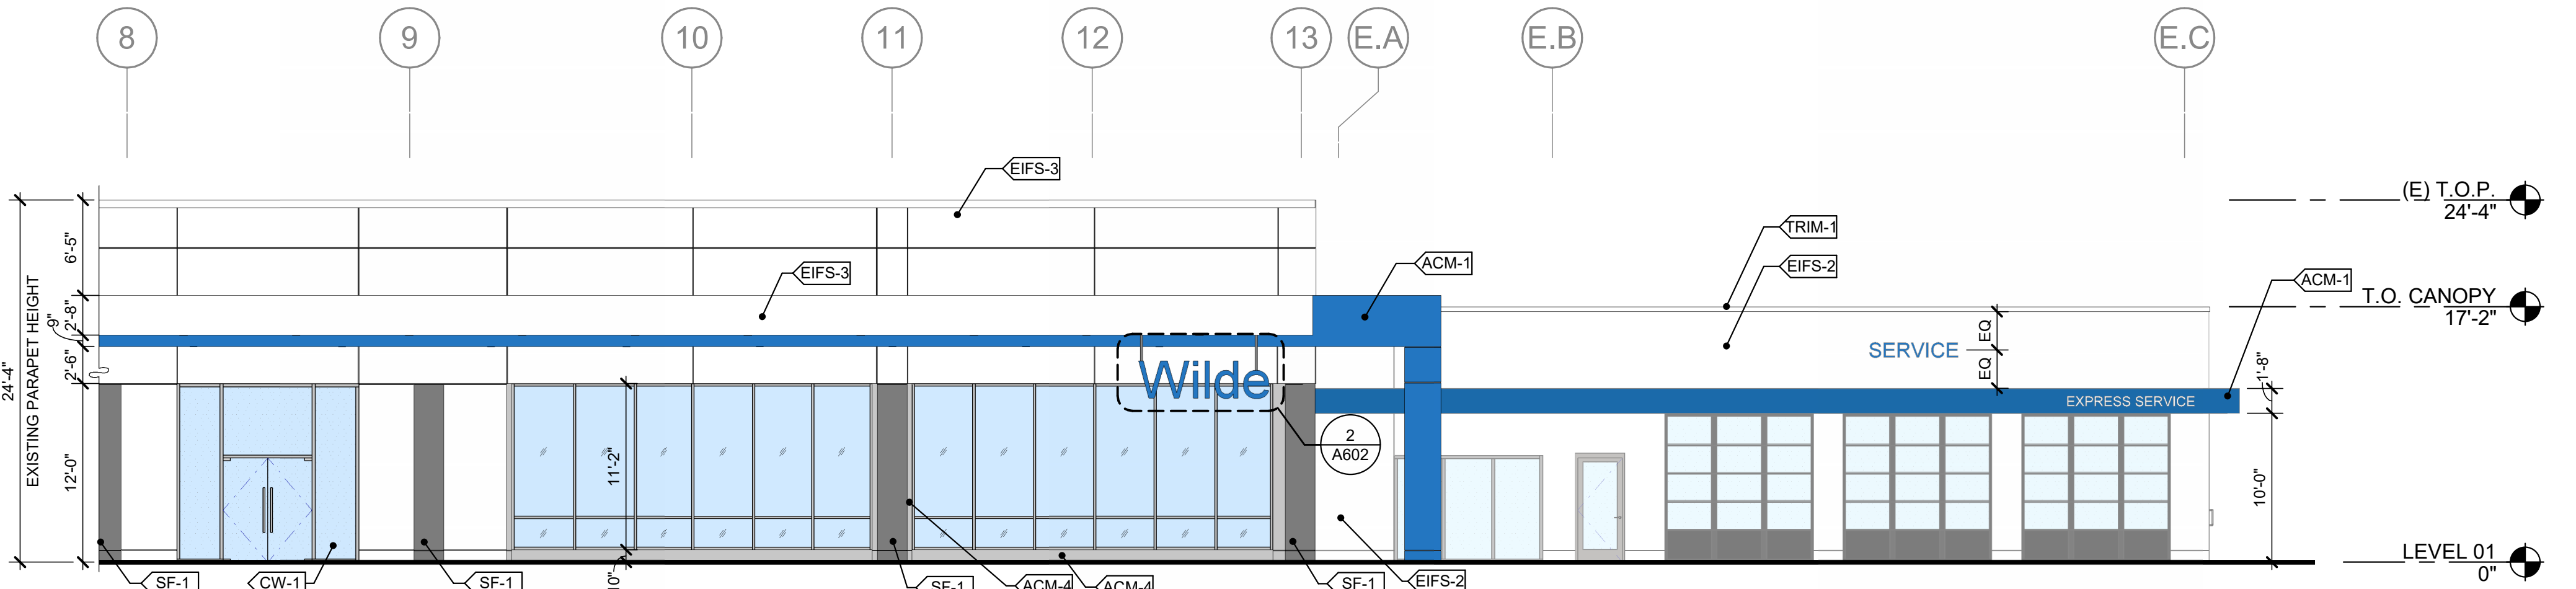 8
9
10
11
12
13
E.A
E.B
E.C
EIFS-3
(E) T.O.P.
24'-4"
TRIM-1
6'-5"
EIFS-3
ACM-1
EIFS-2
ACM-1
T.O. CANOPY
17'-2"
2'-8"
9"
EQ
SERVICE
EQ
24'-4"
EXISTING PARAPET HEIGHT
2'-6"
Wilde
1'-8"
EXPRESS SERVICE
2
A602
12'-0"
11'-2"
10'-0"
LEVEL 01
0"
SF-1
CW-1
SF-1
SF-1
ACM-4
ACM-4
SF-1
EIFS-2